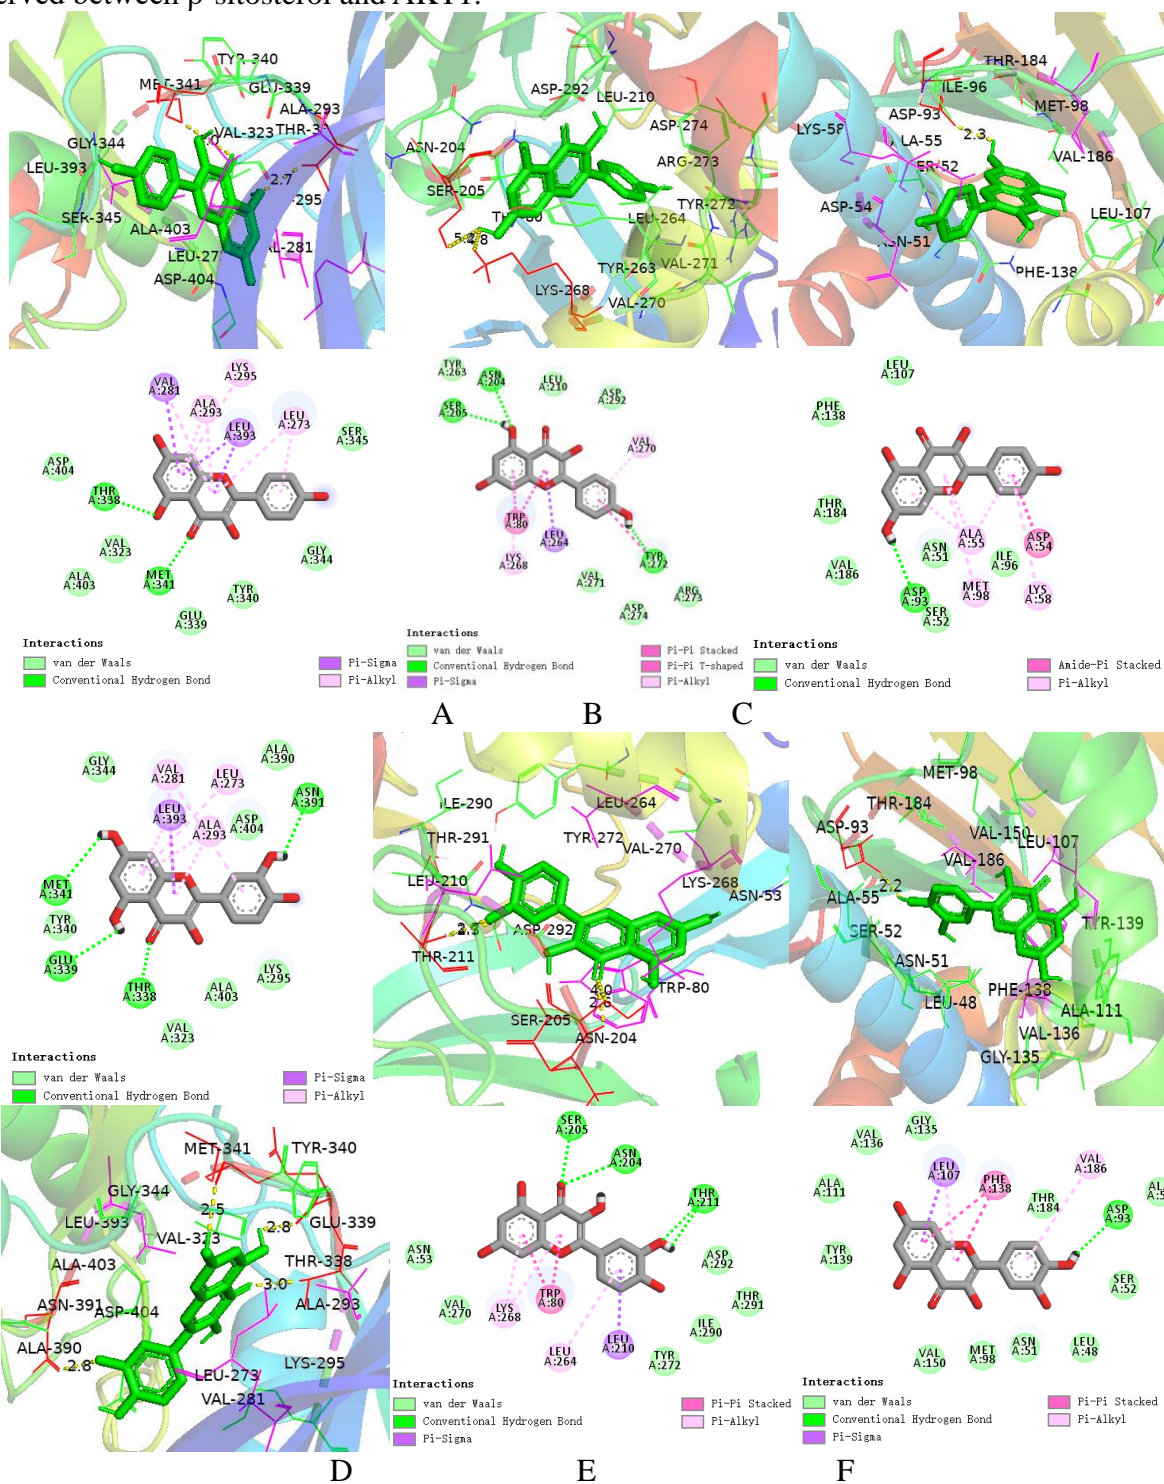 TYR-340
MET-341
GLU-339
ALA-293
VAL-323
GLY-344
LEU-393
2.7
SER-345
ALA-403
ASP-404
ASP-292
LEU-210
ASP-274
ASN-204
ARG-273
SER-205
TYR-272
LEU-264
TYR-263
VAL-271
LYS-268
VAL-270
THR-184
ILE-96
ASP-93
MET-98
LYS-58
2.3
VAL-186
ASP-54
LEU-107
ASN-51
PHE-138
VAL
A:281
LYS
A:295
ALA
A:293
LEU
A:393
LEU
A:273
SER
A:345
ASP
A:404
THR
A:338
VAL
A:323
ALA
A:403
MET
A:341
GLY
A:344
TYR
A:340
GLU
A:339
Interactions
van der Waals
Conventional Hydrogen Bond
Pi-Sigma
Pi-Alkyl
TYR
A:263
ASN
A:204
LEU
A:210
ASP
A:292
SER
A:205
VAL
A:270
TRP
A:80
LEU
A:264
LYS
A:268
TYR
A:272
VAL
A:271
ARG
A:273
ASP
A:274
Interactions
van der Waals
Conventional Hydrogen Bond
Pi-Sigma
Pi-Pi Stacked
Pi-Pi T-shaped
Pi-Alkyl
LEU
A:107
PHE
A:138
THR
A:184
ASN
A:51
ALA
A:55
ASP
A:54
ILE
A:96
VAL
A:186
ASP
A:93
MET
A:98
LYS
A:58
SER
A:52
Interactions
van der Waals
Conventional Hydrogen Bond
Amide-Pi Stacked
Pi-Alkyl
A B C
GLY
A:344
VAL
A:281
LEU
A:273
ALA
A:390
ASN
A:391
LEU
A:393
ALA
A:293
ASP
A:404
MET
A:341
TYR
A:340
GLU
A:339
THR
A:338
ALA
A:403
LYS
A:295
VAL
A:323
Interactions
van der Waals
Conventional Hydrogen Bond
Pi-Sigma
Pi-Alkyl
ILE-290
LEU-264
THR-291
TYR-272
VAL-270
LEU-210
LYS-268
ASN-53
ASP-292
THR-211
TRP-80
4.0
SER-205
ASN-204
MET-98
THR-184
ASP-93
VAL-150
LEU-107
VAL-186
2.2
ALA-55
TYR-139
SER-52
ASN-51
PHE-138
LEU-48
ALA-111
VAL-136
GLY-135
MET-341
TYR-340
GLY-344
2.5
LEU-393
GLU-339
2.8
VAL-323
ALA-403
THR-338
3.0
ASN-391
ASP-404
ALA-293
ALA-390
2.8
LYS-295
LEU-273
VAL-281
SER
A:205
ASN
A:204
THR
A:211
ASN
A:53
ASP
A:292
VAL
A:270
LYS
A:268
TRP
A:80
THR
A:291
ILE
A:290
LEU
A:264
LEU
A:210
TYR
A:272
Interactions
van der Waals
Conventional Hydrogen Bond
Pi-Sigma
Pi-Pi Stacked
Pi-Alkyl
GLY
A:135
VAL
A:136
LEU
A:107
PHE
A:138
VAL
A:186
ALA
A:111
THR
A:184
ASP
A:93
TYR
A:139
SER
A:52
VAL
A:150
MET
A:98
ASN
A:51
LEU
A:48
Interactions
van der Waals
Conventional Hydrogen Bond
Pi-Sigma
Pi-Pi Stacked
Pi-Alkyl
D E F